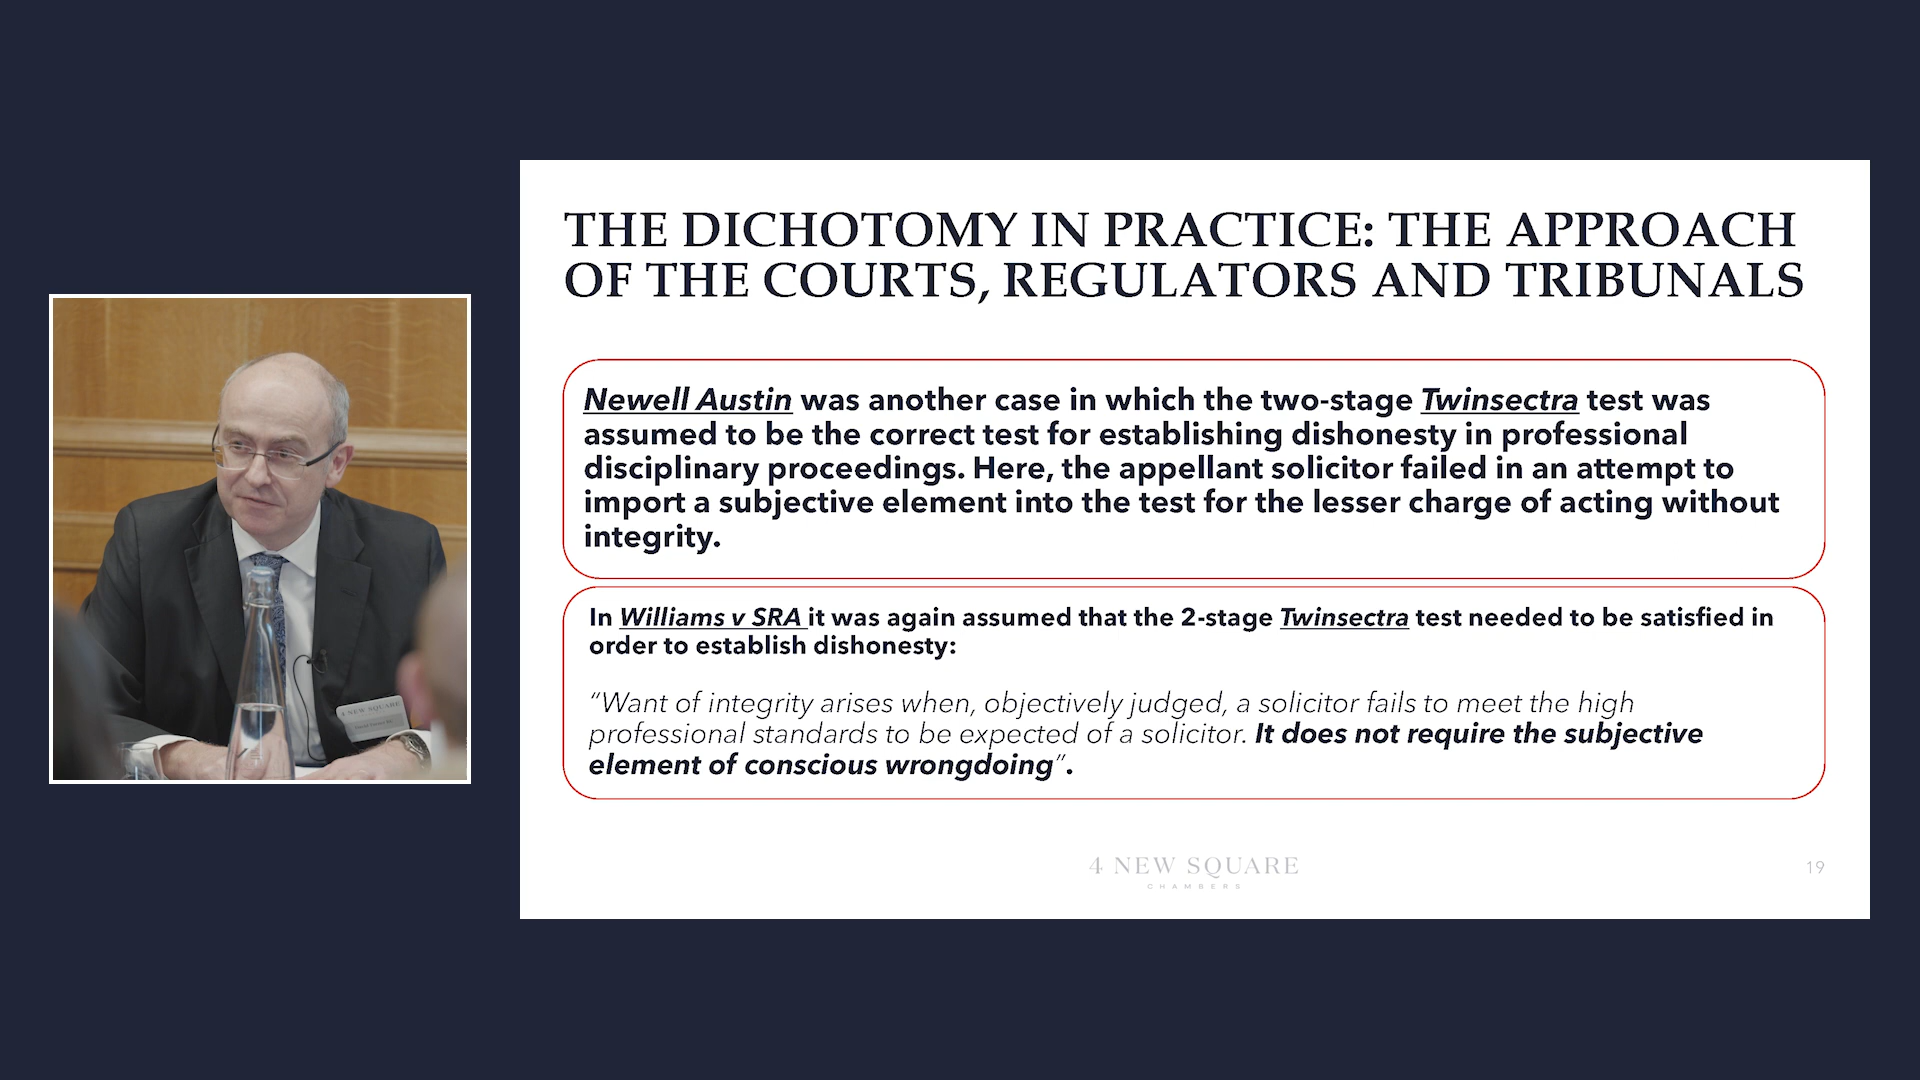 THE DICHOTOMY IN PRACTICE: THE APPROACH
OF THE COURTS, REGULATORS AND TRIBUNALS
Newell Austin was another case in which the two-stage Twinsectra test was
assumed to be the correct test for establishing dishonesty in professional
disciplinary proceedings. Here, the appellant solicitor failed in an attempt to
import a subjective element into the test for the lesser charge of acting without
integrity.
In Williams v SRA it was again assumed that the 2-stage Twinsectra test needed to be satisfied in
order to establish dishonesty:
“Want of integrity arises when, objectively judged, a solicitor fails to meet the high
professional standards to be expected of a solicitor. It does not require the subjective
element of conscious wrongdoing”.
4 NEW SQUARE
CHAMBERS
19
4 NEW SQUARE